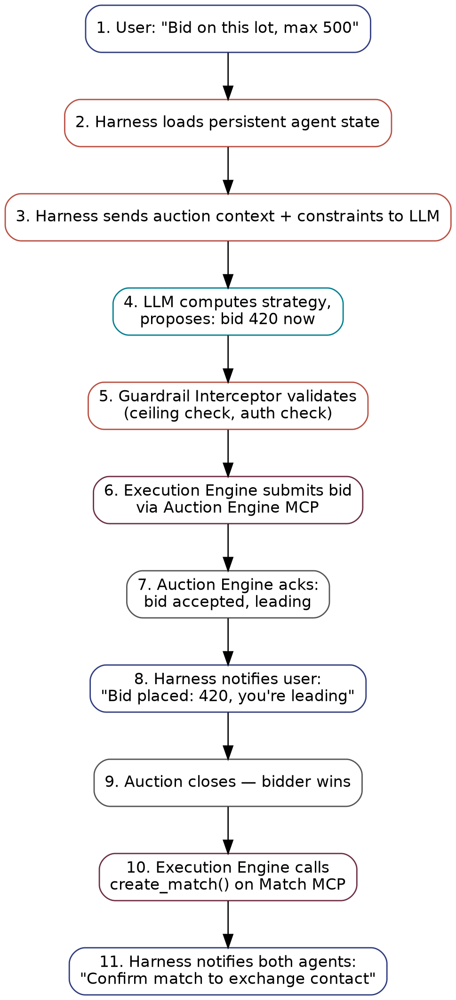 1. User: "Bid on this lot, max 500"
2. Harness loads persistent agent state
3. Harness sends auction context + constraints to LLM
4. LLM computes strategy,
proposes: bid 420 now
5. Guardrail Interceptor validates
(ceiling check, auth check)
6. Execution Engine submits bid
via Auction Engine MCP
7. Auction Engine acks:
bid accepted, leading
8. Harness notifies user:
"Bid placed: 420, you're leading"
9. Auction closes — bidder wins
10. Execution Engine calls
create_match() on Match MCP
11. Harness notifies both agents:
"Confirm match to exchange contact"